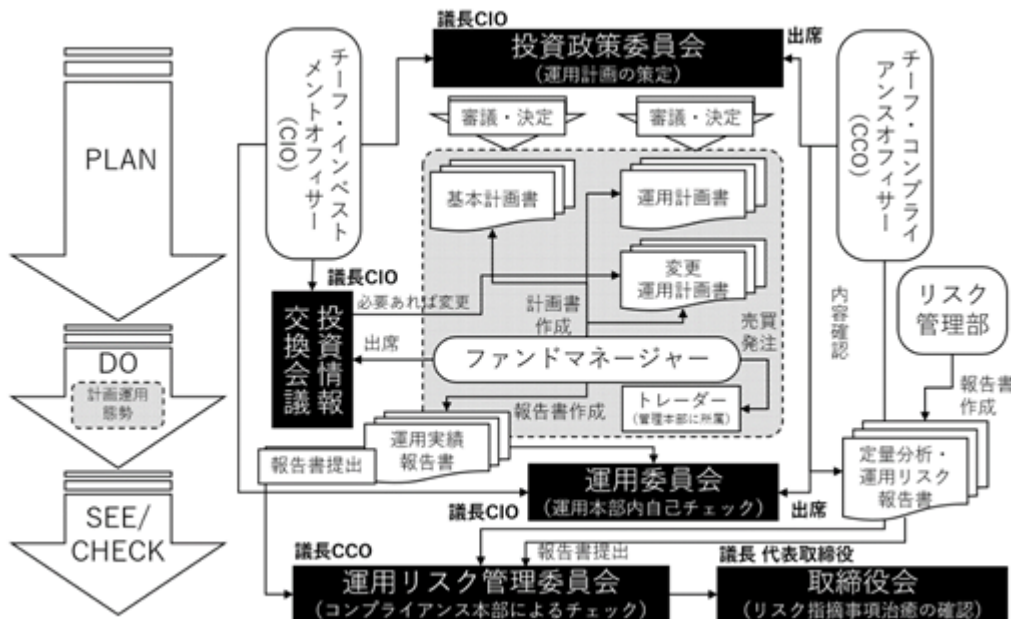 PLAN
DO
計画運用
態勢
SEE/
CHECK
チーフ・インベスト
メントオフィサー
(CIO)
議長CIO
投資政策委員会
(運用計画の策定)
出席
チーフ・コンプライ
アンスオフィサー
(CCO)
審議・決定
審議・決定
基本計画書
運用計画書
変更
運用計画書
議長CIO
投資情報
交換会議
必要あれば変更
出席
計画書
作成
売買
発注
ファンドマネージャー
トレーダー
(管理本部に所属)
内容確認
リスク
管理部
報告書
作成
報告書作成
運用実績
報告書
報告書提出
定量分析・
運用リスク
報告書
運用委員会
(運用本部内自己チェック)
議長CIO
出席
議長CCO
報告書提出
運用リスク管理委員会
(コンプライアンス本部によるチェック)
議長 代表取締役
取締役会
(リスク指摘事項治癒の確認)